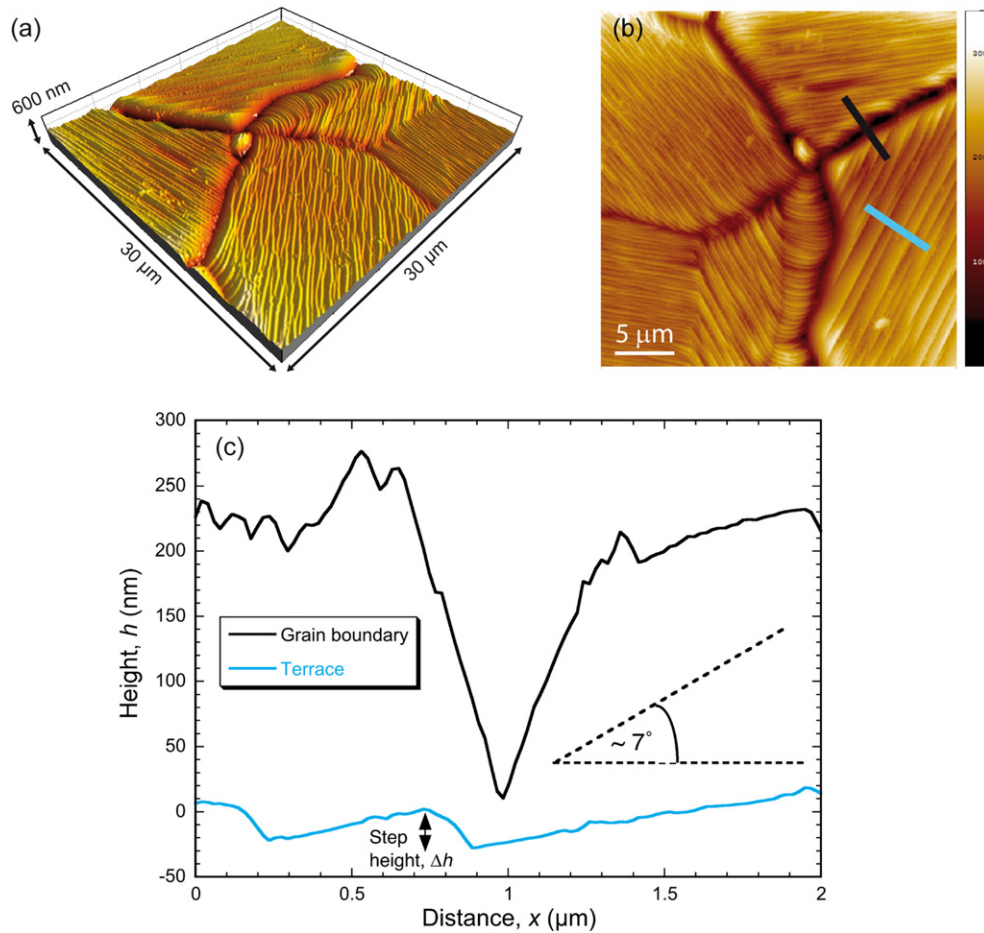 (a)
600 nm
30 µm
30 µm
(b)
5 µm
200
(c)
300
250
200
150
100
50
0
-50
Height, h (nm)
Grain boundary
Terrace
~ 7°
Step
height, Δh
0
0.5
1
1.5
2
Distance, x (µm)